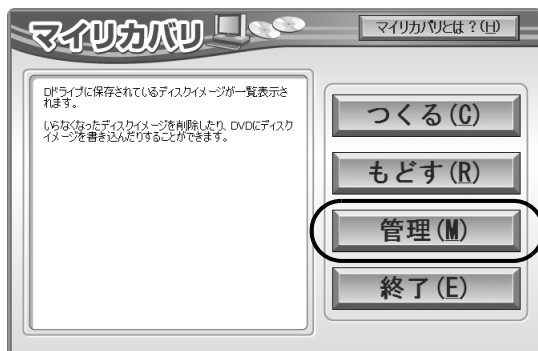 マイリカバリ
マイリカバリとは?(H)
Dドライブに保存されているディスクイメージが一覧表示さ
れます。
いらなくなったディスクイメージを削除したり、DVDにディスク
イメージを書き込んだりすることができます。
つくる(C)
もどす(R)
管理(M)
終了(E)